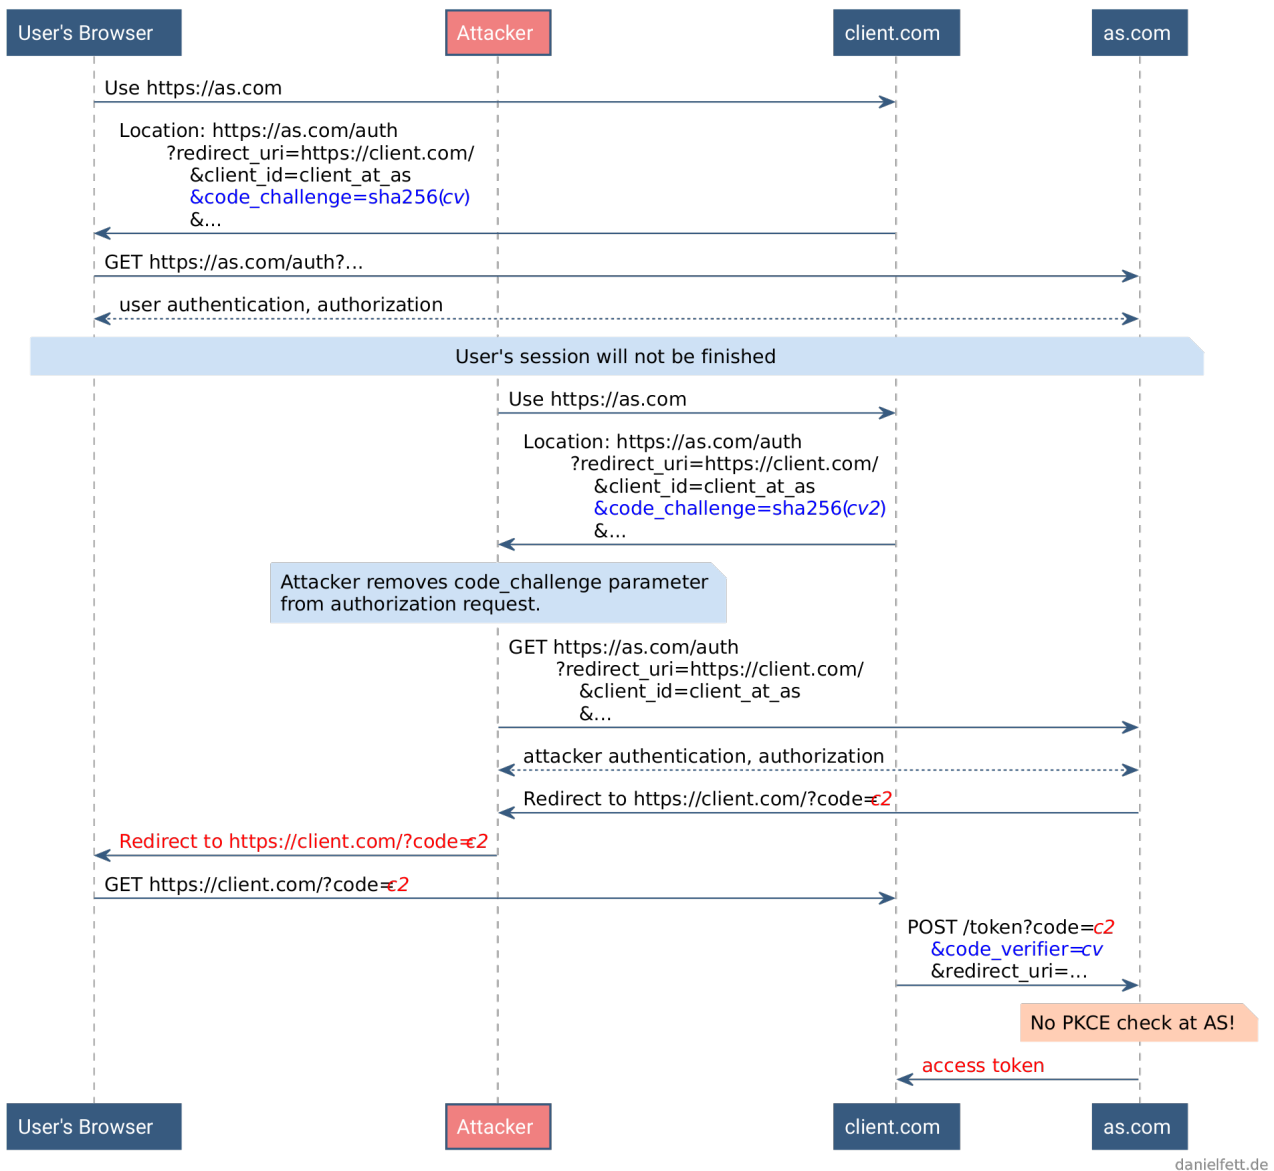 User's Browser
Attacker
client.com
as.com
Use https://as.com
Location: https://as.com/auth
?redirect_uri=https://client.com/
&client_id=client_at_as
&code_challenge=sha256(cv)
&...
GET https://as.com/auth?...
user authentication, authorization
User's session will not be finished
Use https://as.com
Location: https://as.com/auth
?redirect_uri=https://client.com/
&client_id=client_at_as
&code_challenge=sha256(cv2)
&...
Attacker removes code_challenge parameter
from authorization request.
GET https://as.com/auth
?redirect_uri=https://client.com/
&client_id=client_at_as
&...
attacker authentication, authorization
Redirect to https://client.com/?code=c2
Redirect to https://client.com/?code=c2
GET https://client.com/?code=c2
POST /token?code=c2
&code_verifier=cv
&redirect_uri=...
No PKCE check at AS!
access token
User's Browser
Attacker
client.com
as.com
danielfett.de